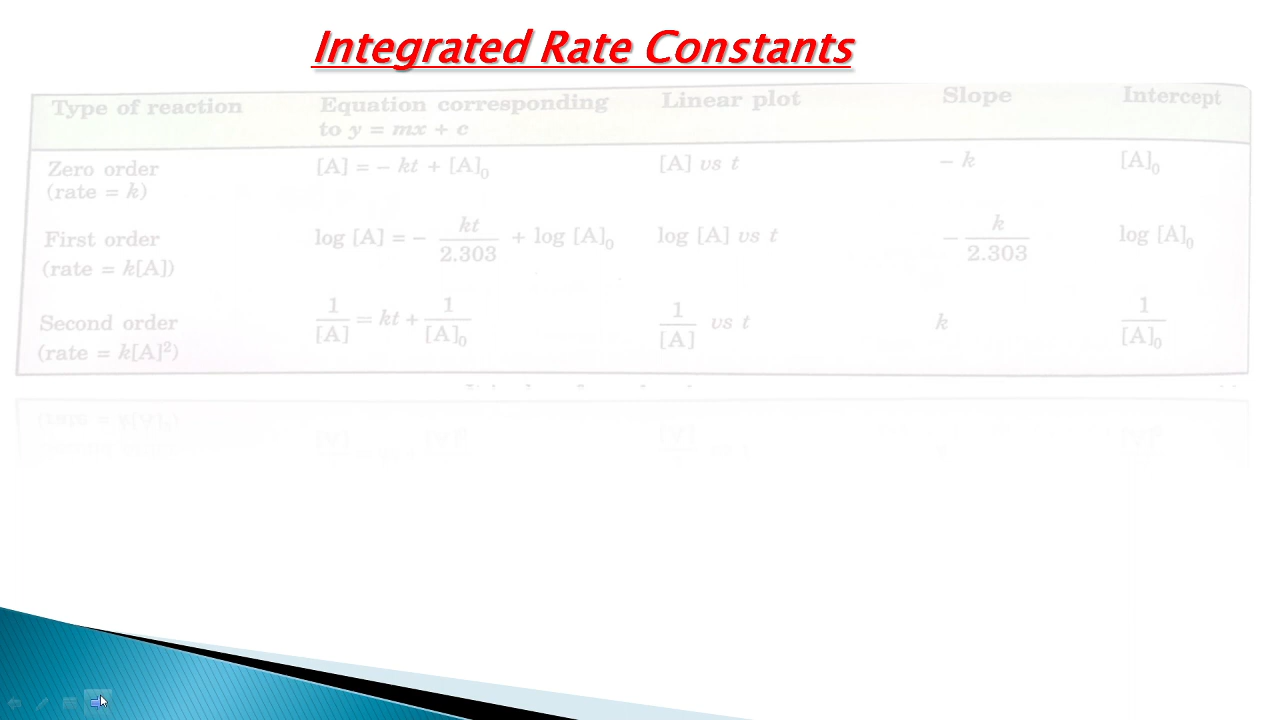 Integrated Rate Constants
Type of reaction Equation corresponding to y = mx + c Linear plot Slope Intercept
Zero order (rate = k) [A] = − kt + [A]₀ [A] vs t − k [A]₀
First order (rate = k[A]) log [A] = − kt/2.303 + log [A]₀ log [A] vs t − k/2.303 log [A]₀
Second order (rate = k[A]²) 1/[A] = kt + 1/[A]₀ 1/[A] vs t k 1/[A]₀